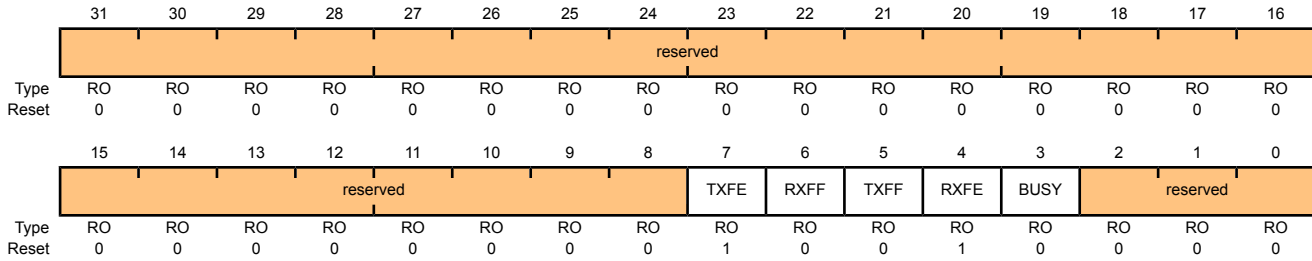 31 30 29 28 27 26 25 24 23 22 21 20 19 18 17 16
reserved
Type RO RO RO RO RO RO RO RO RO RO RO RO RO RO RO RO
Reset 0 0 0 0 0 0 0 0 0 0 0 0 0 0 0 0
15 14 13 12 11 10 9 8 7 6 5 4 3 2 1 0
reserved TXFE RXFF TXFF RXFE BUSY reserved
Type RO RO RO RO RO RO RO RO RO RO RO RO RO RO RO RO
Reset 0 0 0 0 0 0 0 0 1 0 0 1 0 0 0 0